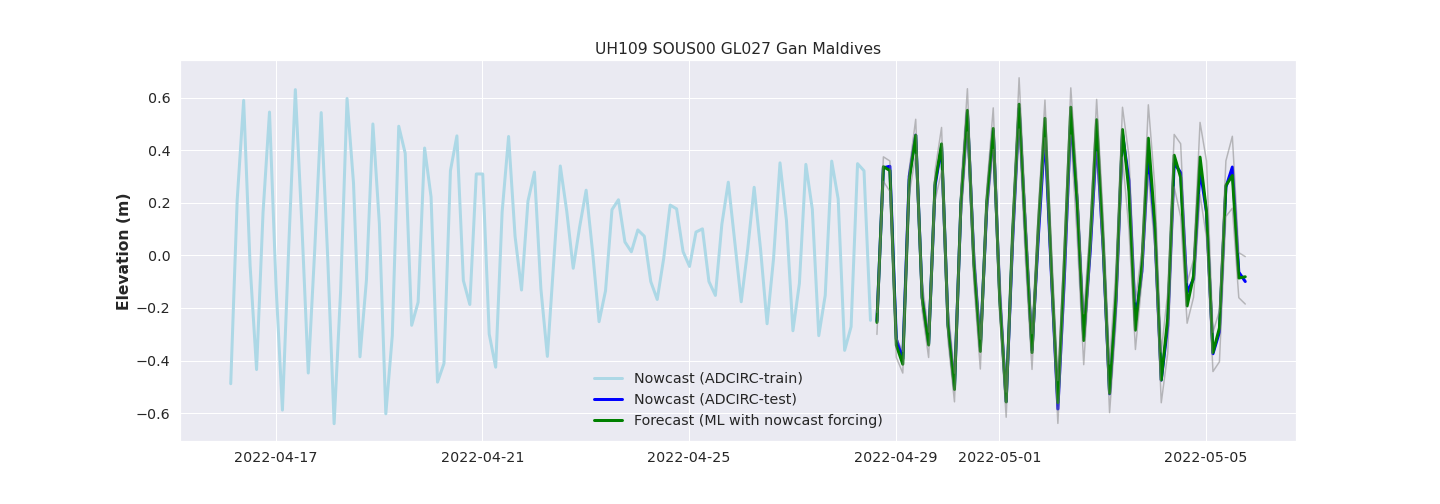 UH109 SOUS00 GL027 Gan Maldives
Elevation (m)
0.6
0.4
0.2
0.0
−0.2
−0.4
−0.6
Nowcast (ADCIRC-train)
Nowcast (ADCIRC-test)
Forecast (ML with nowcast forcing)
2022-04-17 2022-04-21 2022-04-25 2022-04-29 2022-05-01 2022-05-05